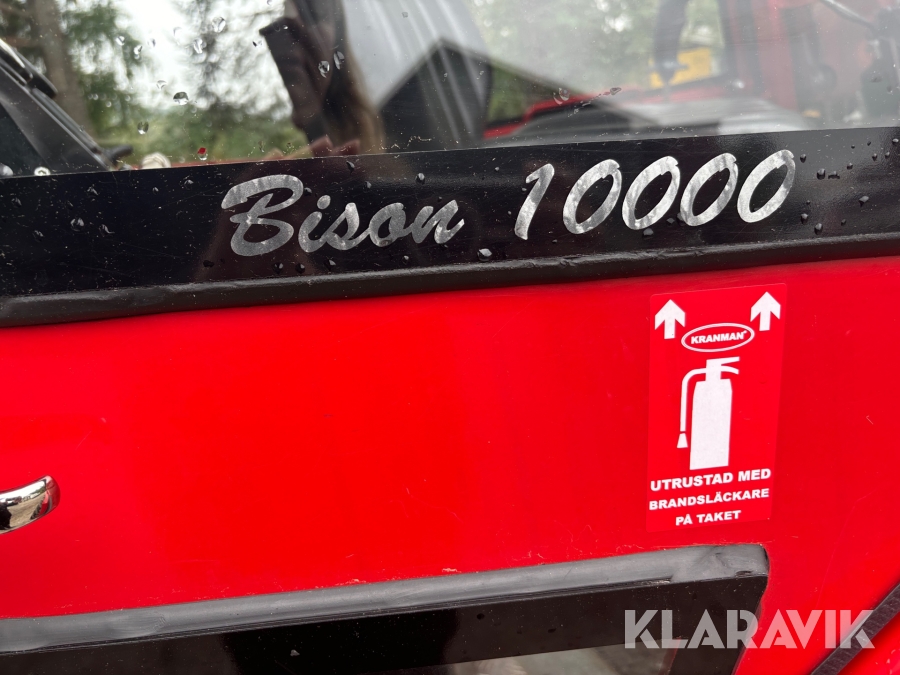 Bison 10000
KRANMAN®
UTRUSTAD MED
BRANDSLÄCKARE
PÅ TAKET
KLARAVIK